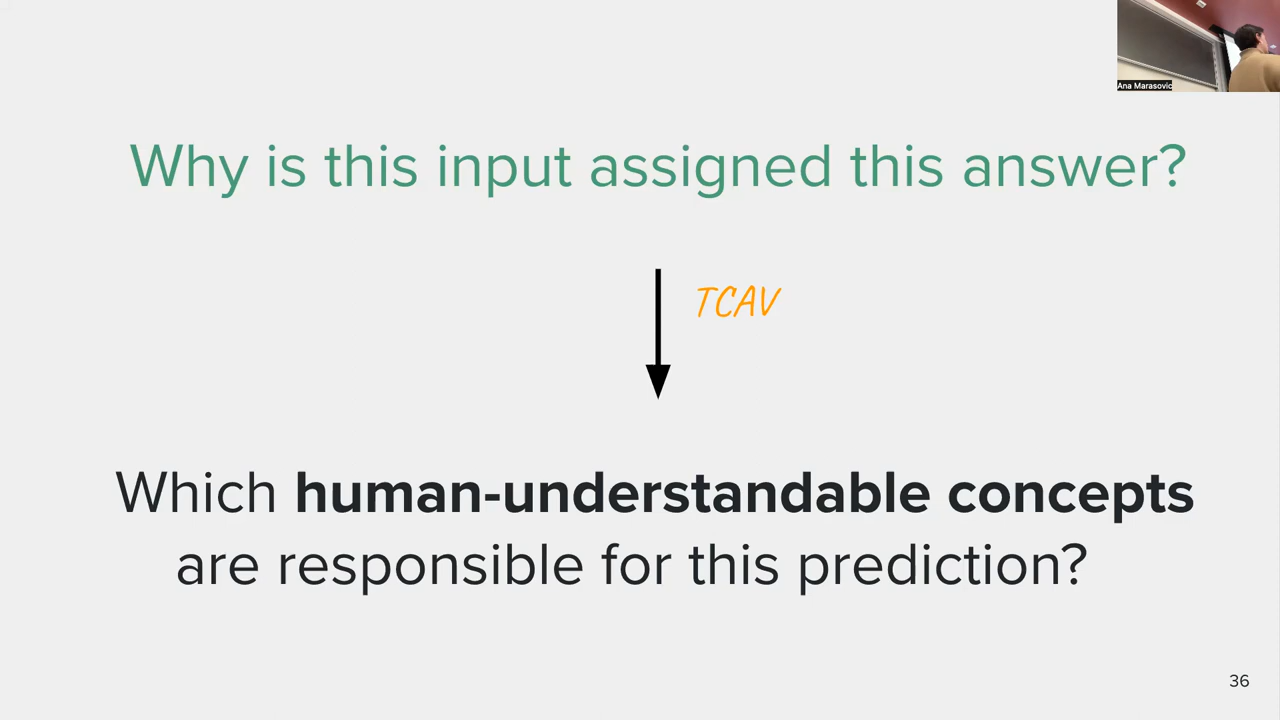 Ana Marasovic
Why is this input assigned this answer?
TCAV
Which human-understandable concepts
are responsible for this prediction?
36